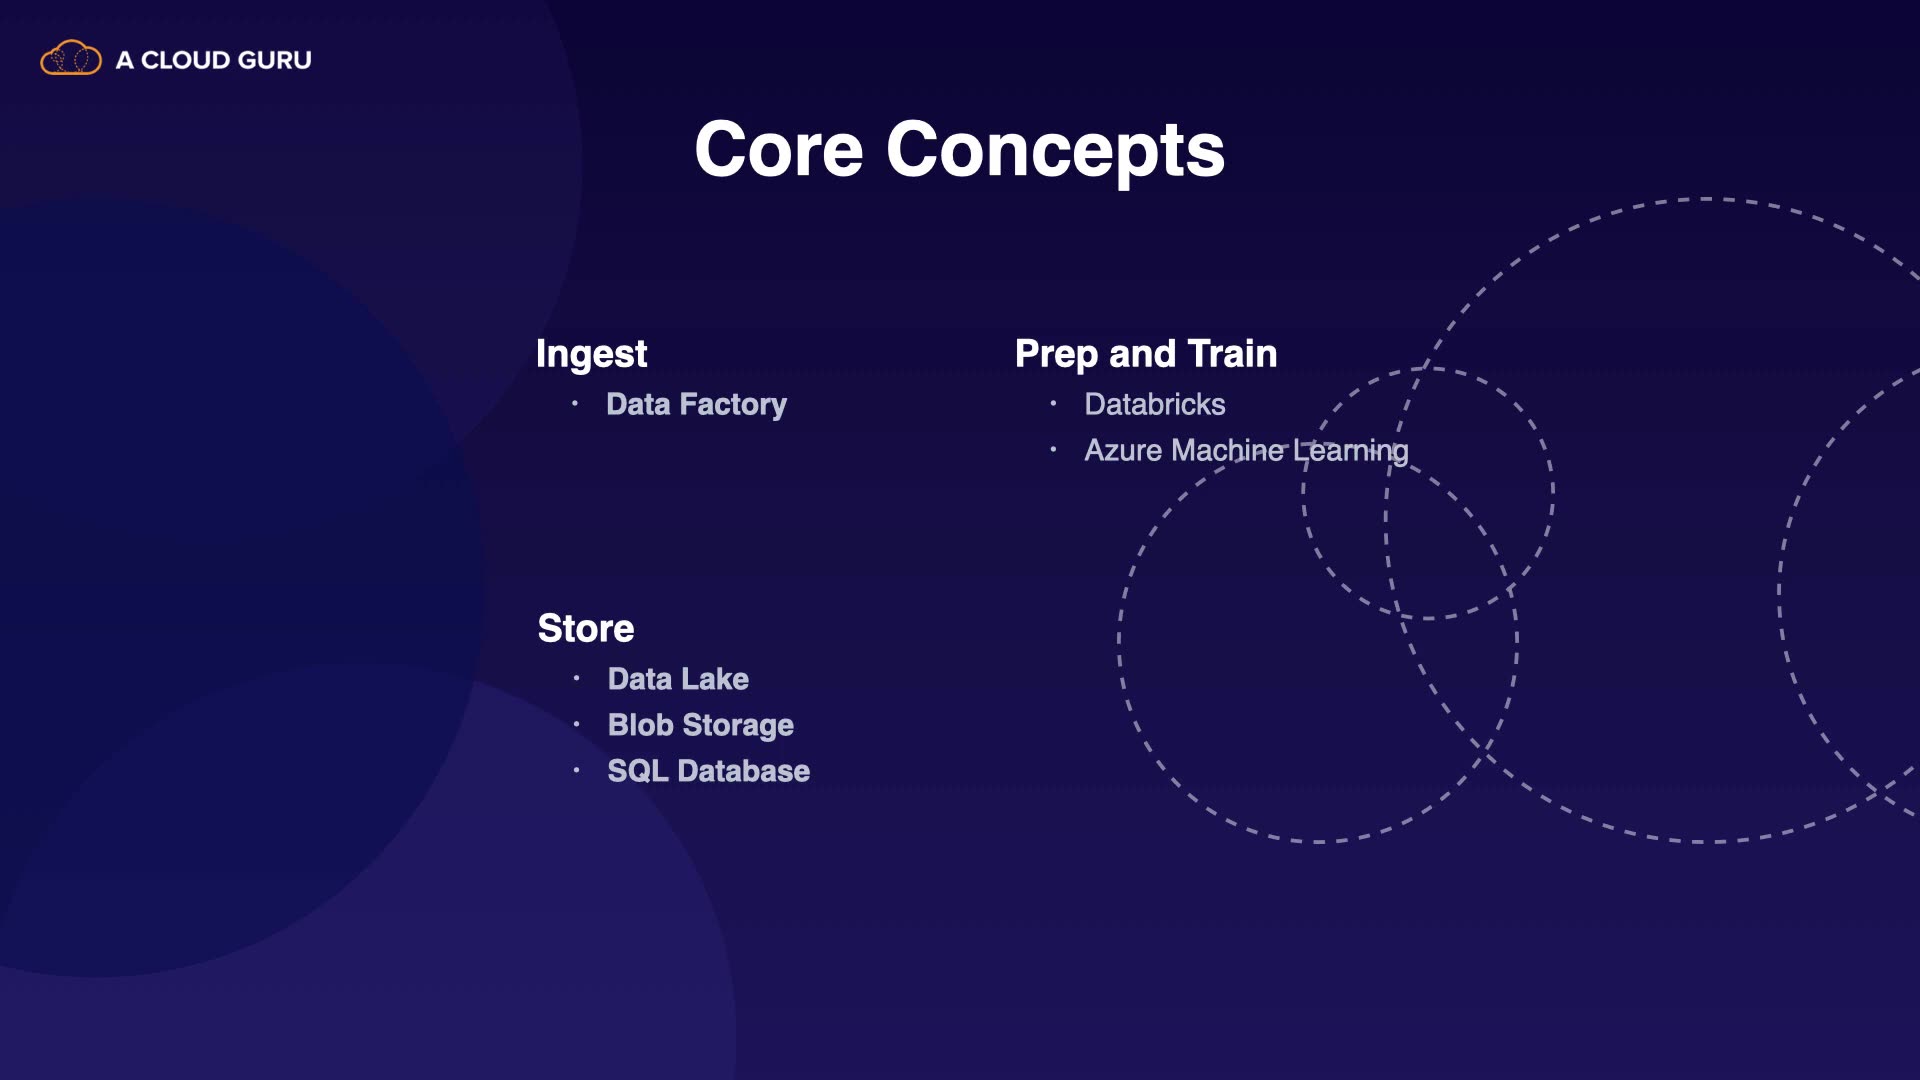 A CLOUD GURU
Core Concepts
Ingest
· Data Factory
Prep and Train
· Databricks
· Azure Machine Learning
Store
· Data Lake
· Blob Storage
· SQL Database